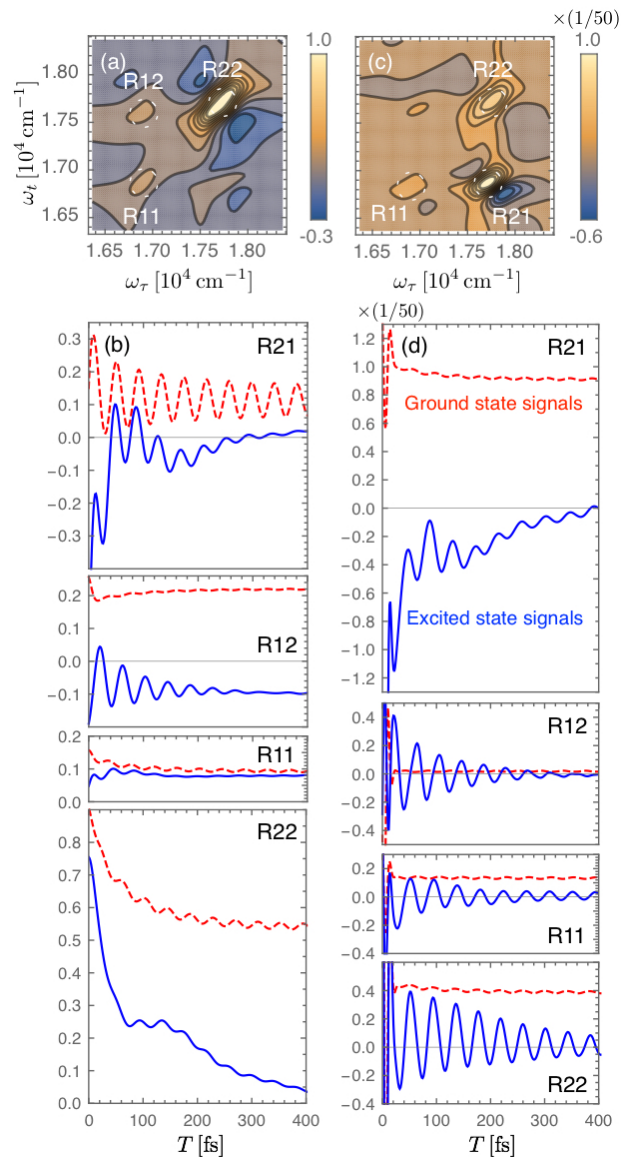 ×(1/50)
(a) R12 R22 R11
1.80 1.75 1.70 1.65
ω_t [10⁴ cm⁻¹]
1.65 1.70 1.75 1.80
ω_τ [10⁴ cm⁻¹]
1.0
-0.3
(c) R22 R11 R21
1.65 1.70 1.75 1.80
ω_τ [10⁴ cm⁻¹]
1.0
-0.6
(b) R21
0.3
0.2
0.1
0.0
−0.1
−0.2
−0.3
R12
0.2
0.1
0.0
−0.1
R11
0.2
0.1
0.0
R22
0.9
0.8
0.7
0.6
0.5
0.4
0.3
0.2
0.1
0.0
0 100 200 300 400
T [fs]
×(1/50)
(d) R21
1.2
1.0
0.8
0.6
0.4
0.2
0.0
−0.2
−0.4
−0.6
−0.8
−1.0
−1.2
Ground state signals
Excited state signals
R12
0.4
0.2
0.0
−0.2
−0.4
R11
0.2
0.0
−0.2
−0.4
R22
0.4
0.2
0.0
−0.2
−0.4
0 100 200 300 400
T [fs]